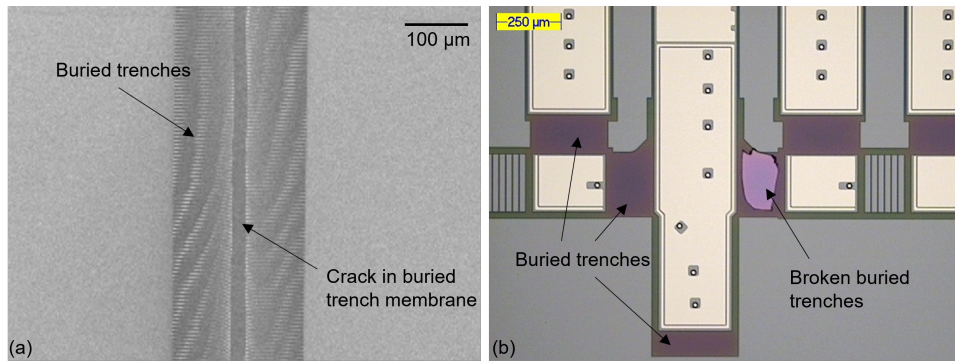 100 µm
Buried trenches
Crack in buried
trench membrane
(a)
250 µm
Buried trenches
Broken buried
trenches
(b)